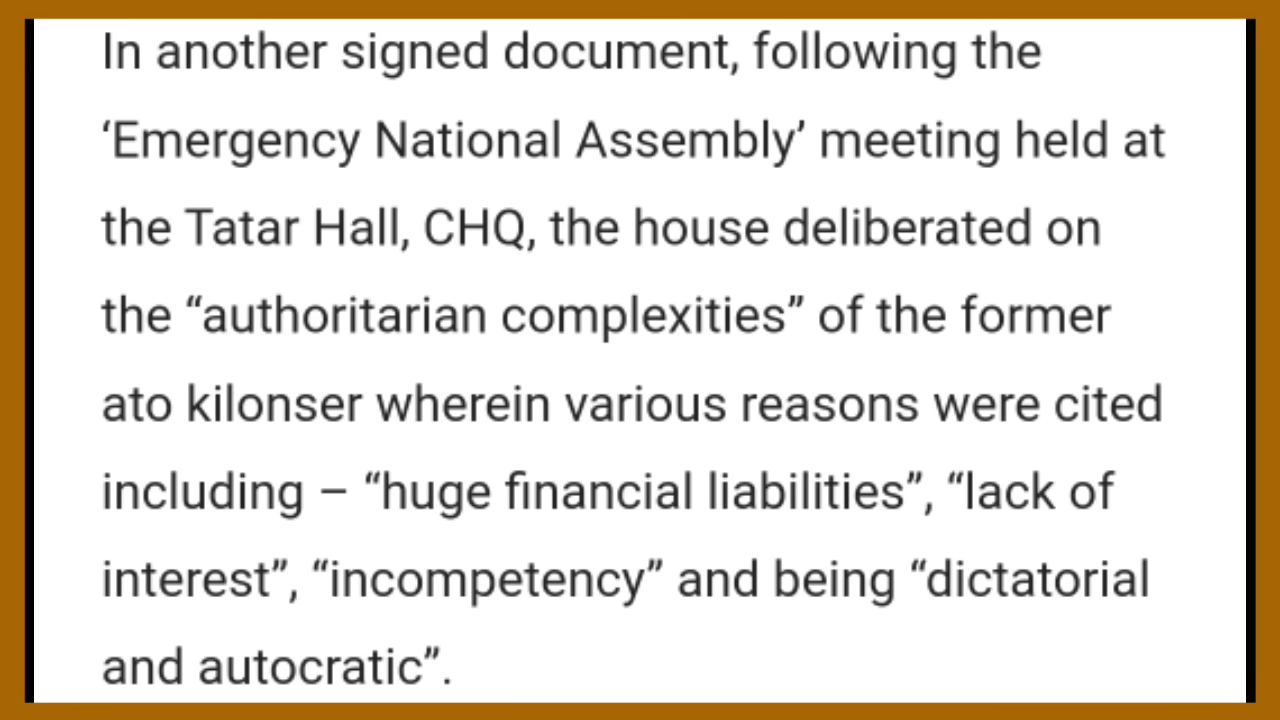 In another signed document, following the
‘Emergency National Assembly’ meeting held at
the Tatar Hall, CHQ, the house deliberated on
the “authoritarian complexities” of the former
ato kilonser wherein various reasons were cited
including – “huge financial liabilities”, “lack of
interest”, “incompetency” and being “dictatorial
and autocratic”.